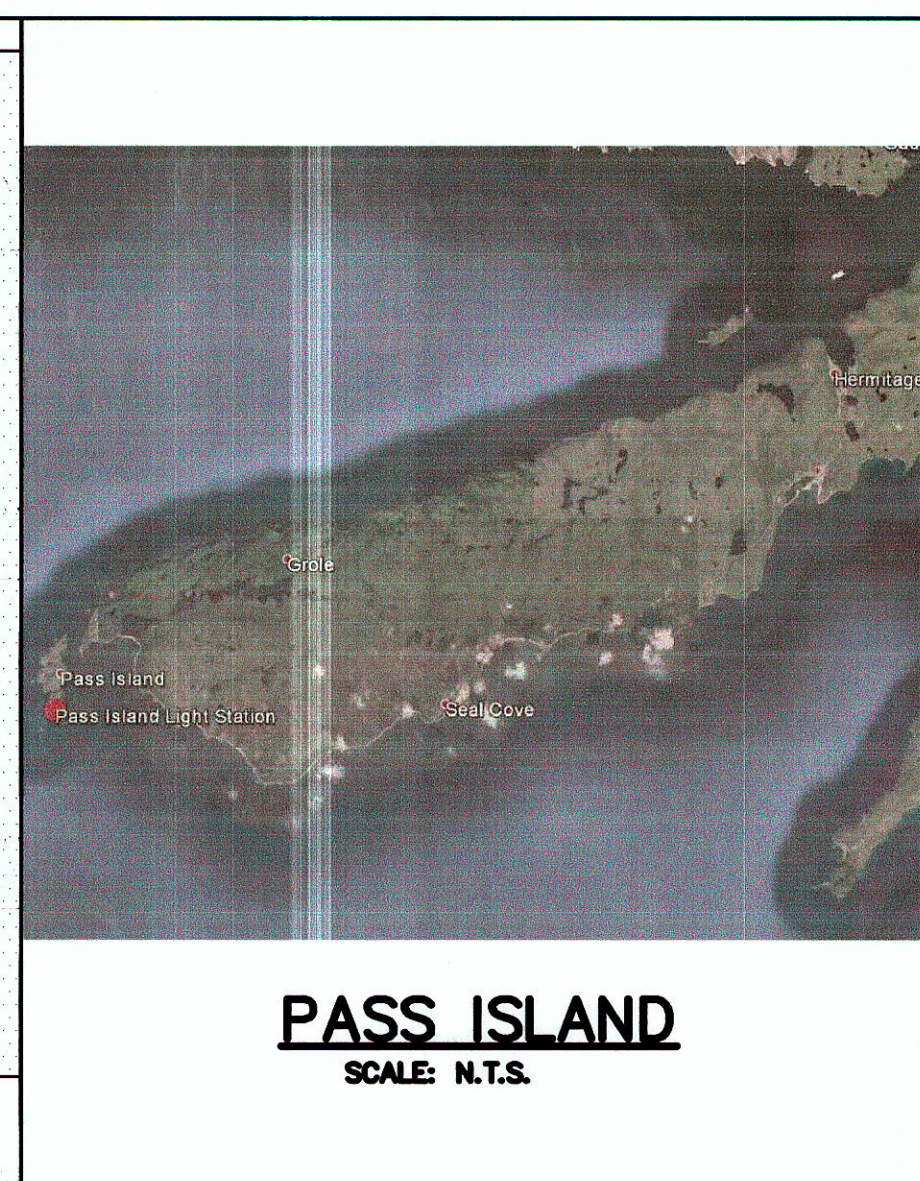 Hermitage
Grole
Pass Island
Pass Island Light Station
Seal Cove
PASS ISLAND
SCALE: N.T.S.